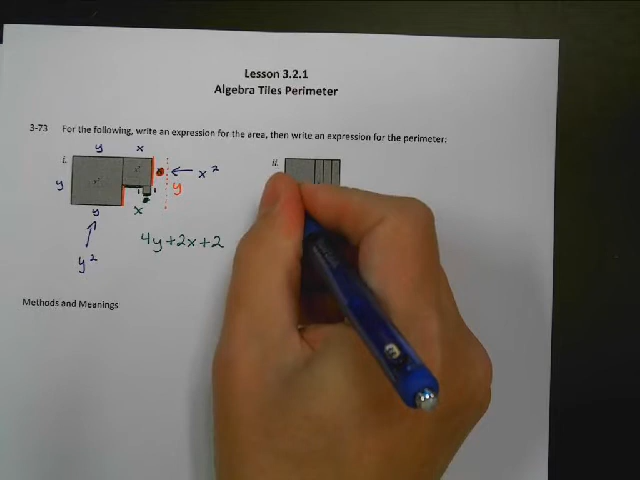 Lesson 3.2.1
Algebra Tiles Perimeter
3-73 For the following, write an expression for the area, then write an expression for the perimeter:
i.
ii.
y x
y
x²
y
y
x
y²
4y+2x+2
Methods and Meanings